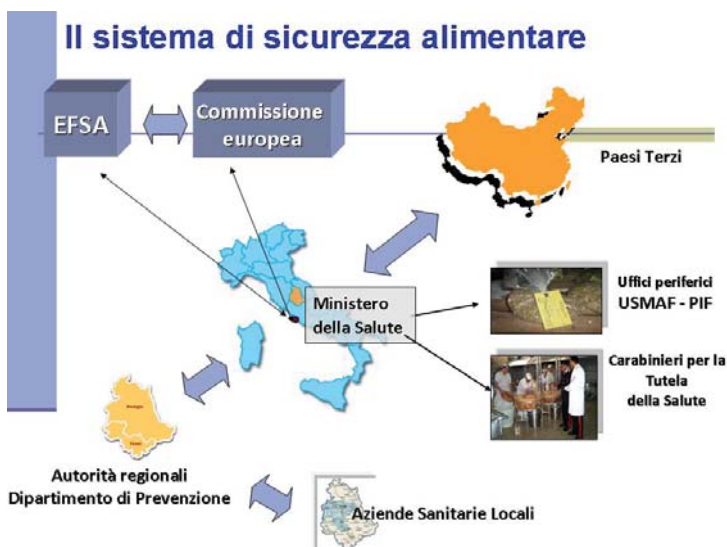 Il sistema di sicurezza alimentare
EFSA
Commissione
europea
Paesi Terzi
Ministero
della Salute
Uffici periferici
USMAF - PIF
Carabinieri per la
Tutela
della Salute
Autorità regionali
Dipartimento di Prevenzione
Aziende Sanitarie Locali